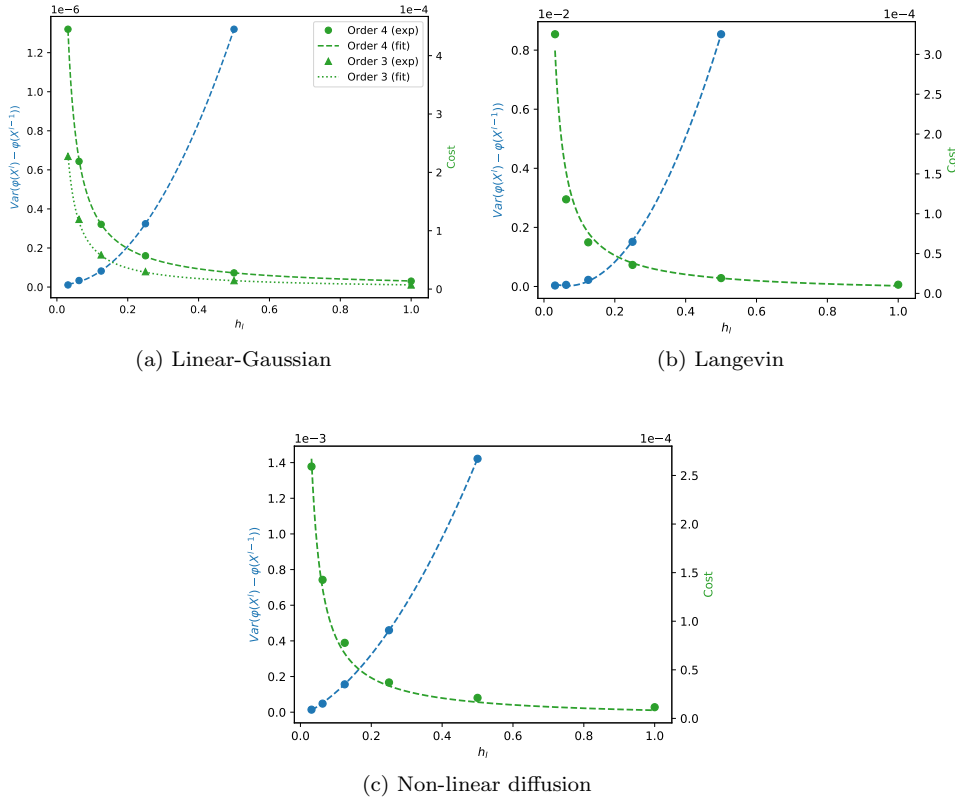 1e−6
1e−4
Order 4 (exp)
Order 4 (fit)
Order 3 (exp)
Order 3 (fit)
Var(φ(X^l) − φ(X^{l−1}))
1.2
1.0
0.8
0.6
0.4
0.2
0.0
4
3
2
1
0
Cost
0.0 0.2 0.4 0.6 0.8 1.0
h_l
(a) Linear-Gaussian
1e−2
1e−4
Var(φ(X^l) − φ(X^{l−1}))
0.8
0.6
0.4
0.2
0.0
3.0
2.5
2.0
1.5
1.0
0.5
0.0
Cost
0.0 0.2 0.4 0.6 0.8 1.0
h_l
(b) Langevin
1e−3
1e−4
Var(φ(X^l) − φ(X^{l−1}))
1.4
1.2
1.0
0.8
0.6
0.4
0.2
0.0
2.5
2.0
1.5
1.0
0.5
0.0
Cost
0.0 0.2 0.4 0.6 0.8 1.0
h_l
(c) Non-linear diffusion